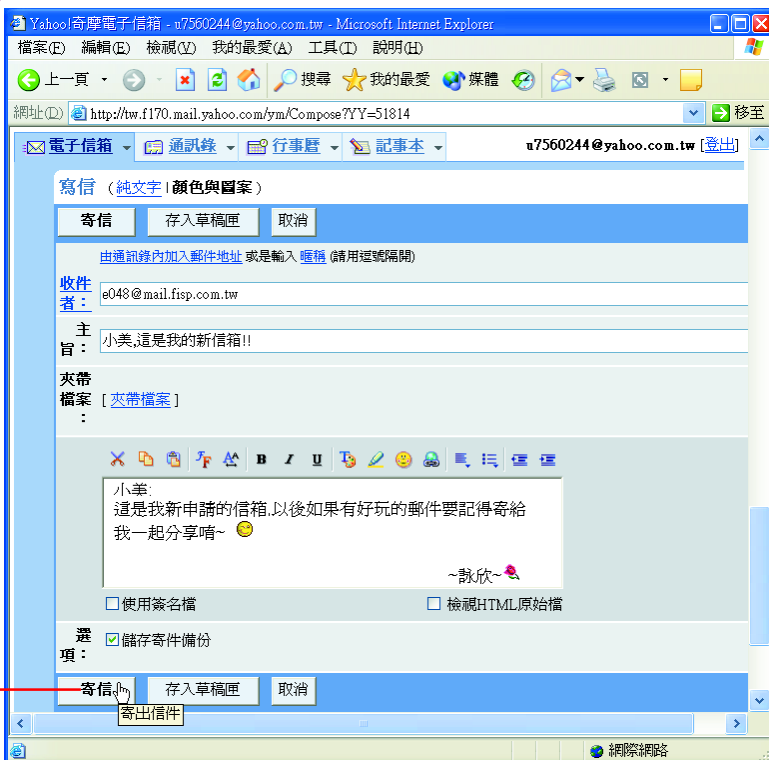 Yahoo!奇摩電子信箱 - u7560244@yahoo.com.tw - Microsoft Internet Explorer
檔案(F) 編輯(E) 檢視(V) 我的最愛(A) 工具(T) 說明(H)
上一頁 搜尋 我的最愛 媒體
網址(D) http://tw.f170.mail.yahoo.com/ym/Compose?YY=51814 移至
電子信箱 通訊錄 行事曆 記事本 u7560244@yahoo.com.tw [登出]
寫信 (純文字 | 顏色與圖案)
寄信 存入草稿匣 取消
由通訊錄內加入郵件地址 或是輸入 暱稱 (請用逗號隔開)
收件
者： e048@mail.fisp.com.tw
主
旨： 小美,這是我的新信箱!!
夾帶
檔案 [ 夾帶檔案 ]
：
B I U
小美:
這是我新申請的信箱,以後如果有好玩的郵件要記得寄給
我一起分享唷~
~詠欣~
使用簽名檔 檢視HTML原始檔
選
項： 儲存寄件備份
寄信 存入草稿匣 取消
寄出信件
網際網路